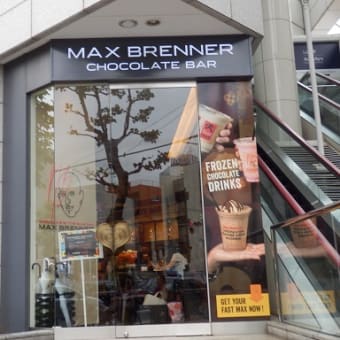 MAX BRENNER
CHOCOLATE BAR
FROZEN
CHOCOLATE
DRINKS
MAX BRENNER
GET YOUR
FAST MAX NOW!